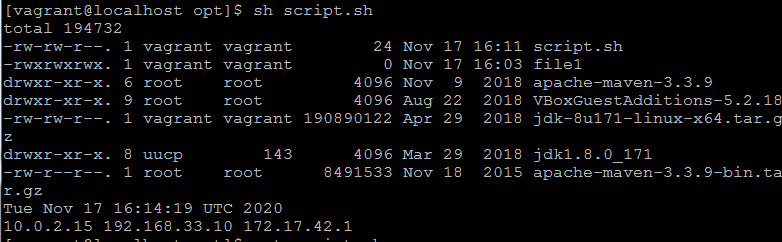 [vagrant@localhost opt]$ sh script.sh
total 194732
-rw-rw-r--. 1 vagrant vagrant        24 Nov 17 16:11 script.sh
-rwxrwxrwx. 1 vagrant vagrant         0 Nov 17 16:03 file1
drwxr-xr-x. 6 root    root         4096 Nov  9  2018 apache-maven-3.3.9
drwxr-xr-x. 9 root    root         4096 Aug 22  2018 VBoxGuestAdditions-5.2.18
-rw-rw-r--. 1 vagrant vagrant 190890122 Apr 29  2018 jdk-8u171-linux-x64.tar.g
z
drwxr-xr-x. 8 uucp        143      4096 Mar 29  2018 jdk1.8.0_171
-rw-r--r--. 1 root    root      8491533 Nov 18  2015 apache-maven-3.3.9-bin.ta
r.gz
Tue Nov 17 16:14:19 UTC 2020
10.0.2.15 192.168.33.10 172.17.42.1